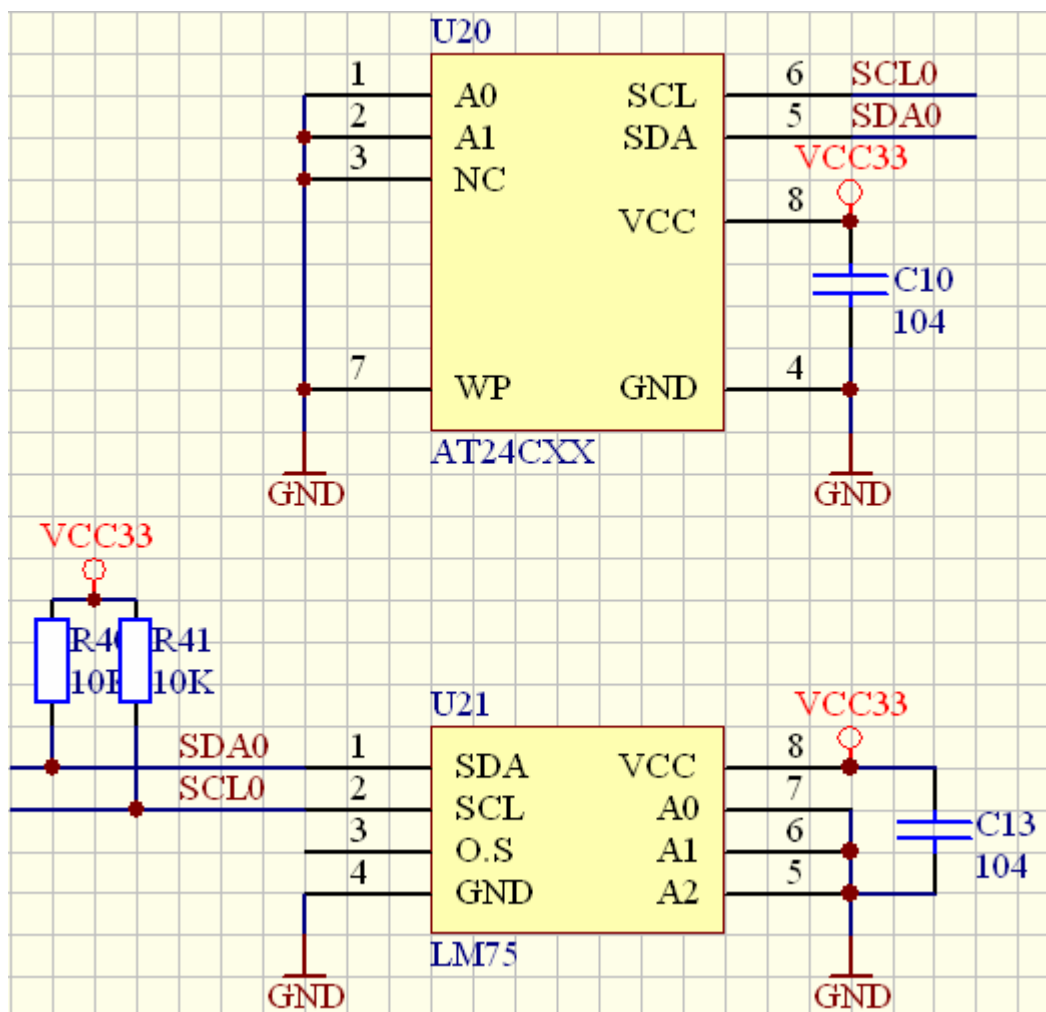 U20
1 A0 SCL 6 SCL0
2 A1 SDA 5 SDA0
3 NC VCC33
VCC 8
C10
104
7 WP GND 4
AT24CXX
GND GND
VCC33
R41
10K
U21 VCC33
SDA0 1 SDA VCC 8
SCL0 2 SCL A0 7
3 O.S A1 6 C13
4 GND A2 5 104
LM75
GND GND